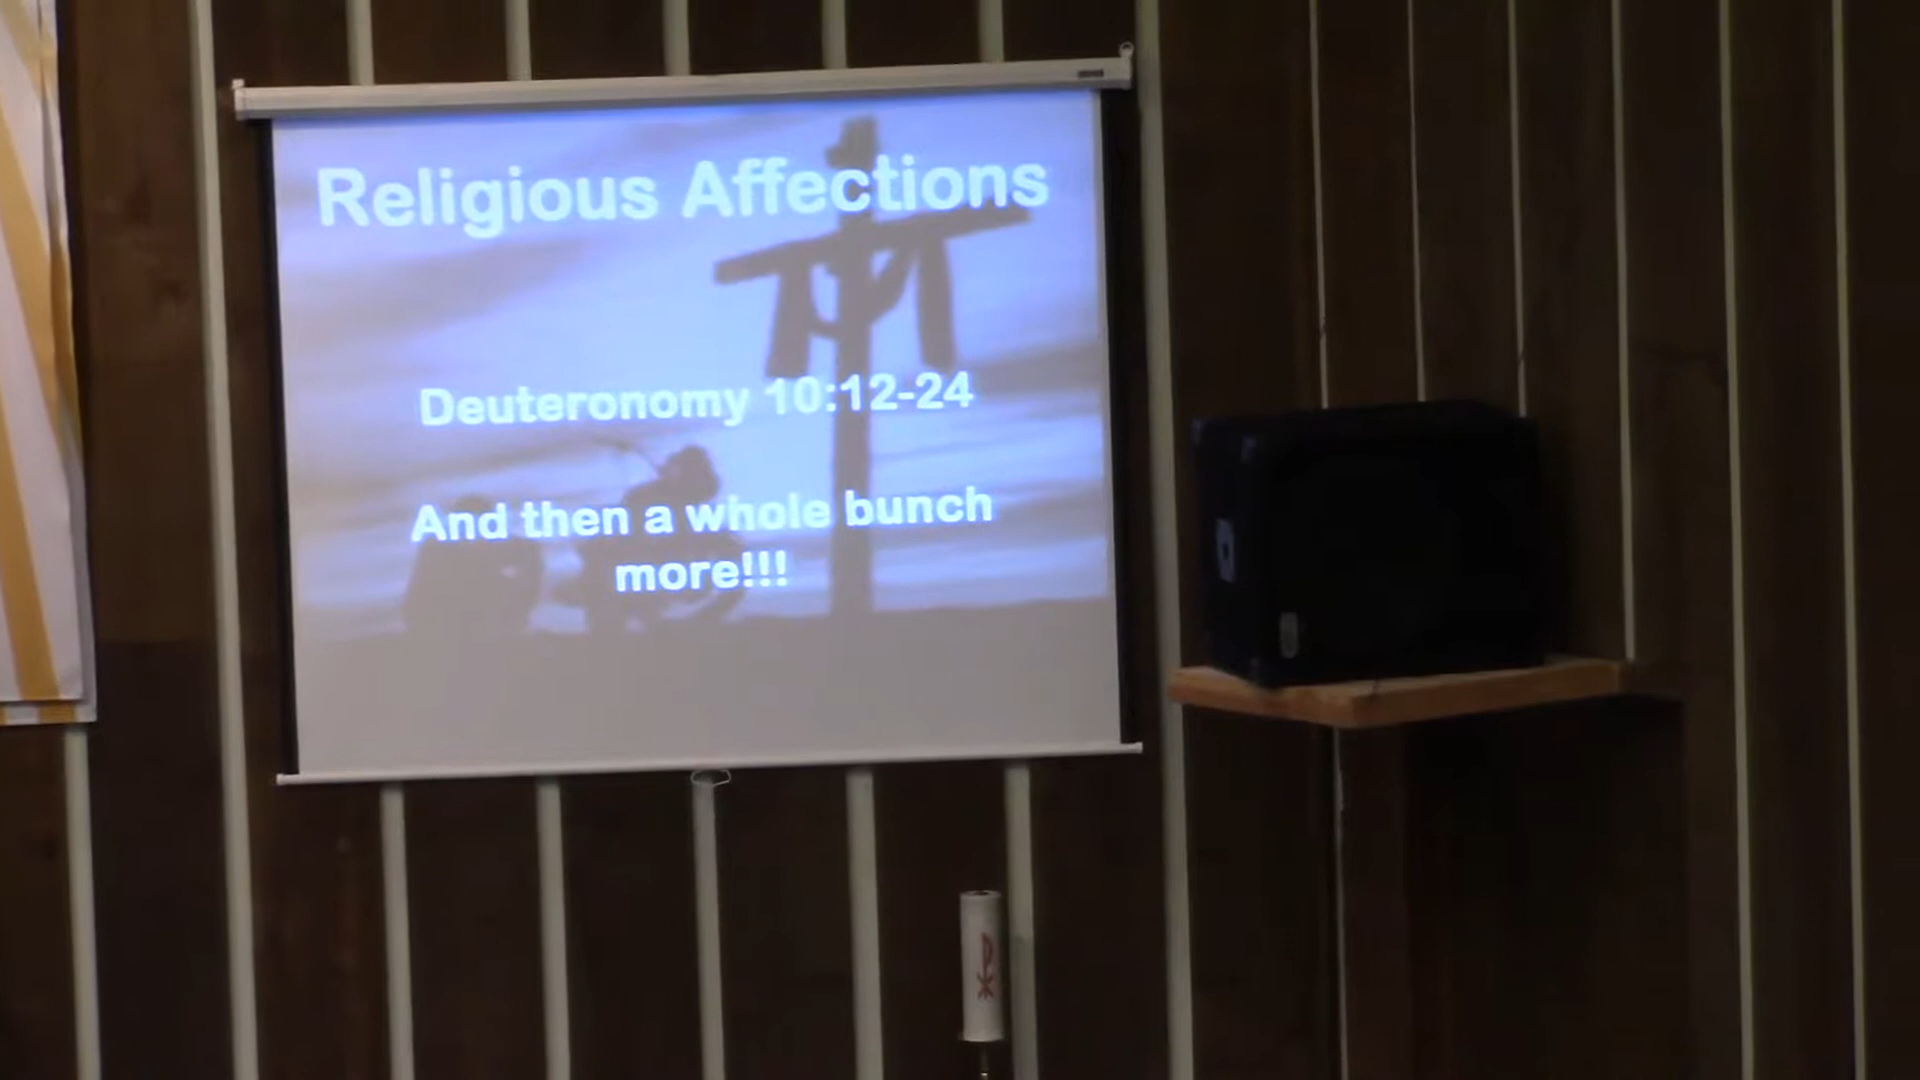 Religious Affections
Deuteronomy 10:12-24
And then a whole bunch
more!!!